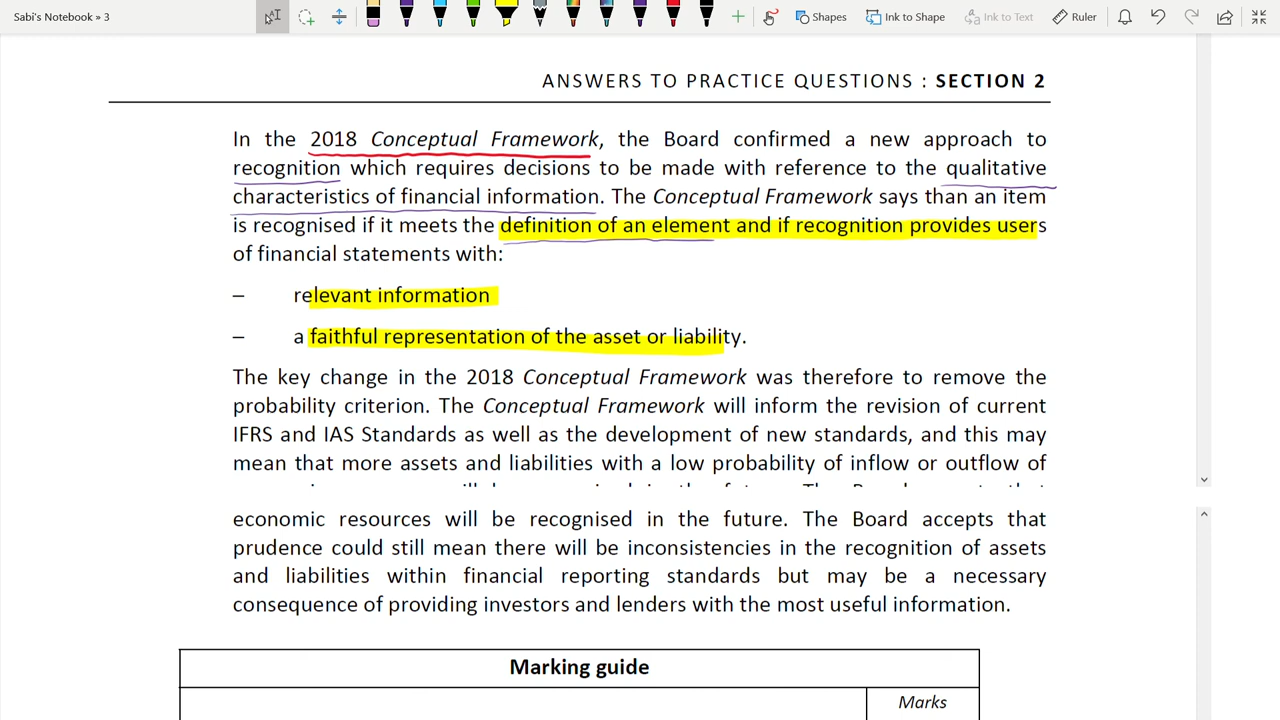 Sabi's Notebook » 3
Shapes
Ink to Shape
Ink to Text
Ruler
ANSWERS TO PRACTICE QUESTIONS : SECTION 2
In the 2018 Conceptual Framework, the Board confirmed a new approach to
recognition which requires decisions to be made with reference to the qualitative
characteristics of financial information. The Conceptual Framework says than an item
is recognised if it meets the definition of an element and if recognition provides users
of financial statements with:
– relevant information
– a faithful representation of the asset or liability.
The key change in the 2018 Conceptual Framework was therefore to remove the
probability criterion. The Conceptual Framework will inform the revision of current
IFRS and IAS Standards as well as the development of new standards, and this may
mean that more assets and liabilities with a low probability of inflow or outflow of
economic resources will be recognised in the future. The Board accepts that
prudence could still mean there will be inconsistencies in the recognition of assets
and liabilities within financial reporting standards but may be a necessary
consequence of providing investors and lenders with the most useful information.
Marking guide
Marks